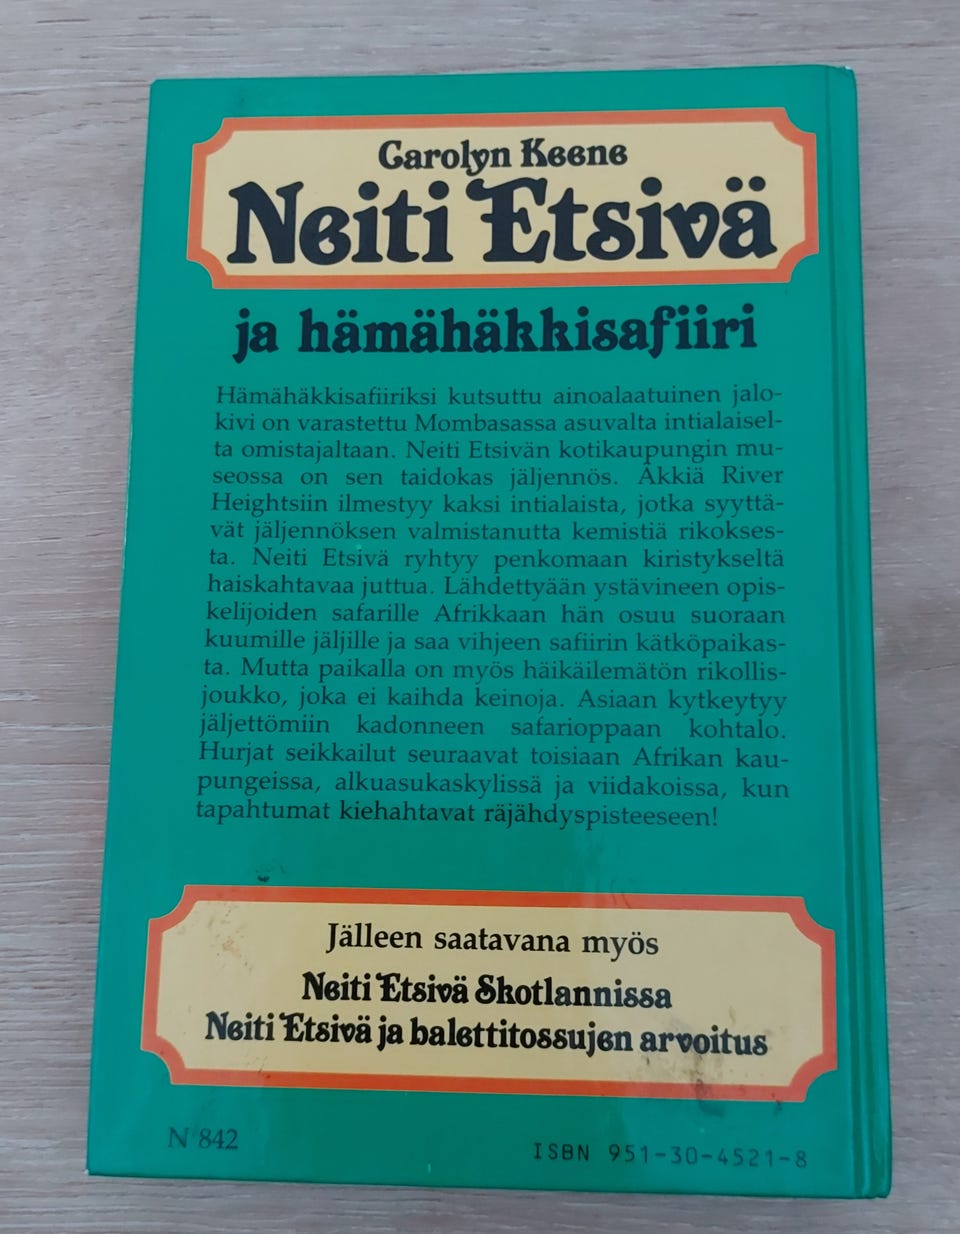 Carolyn Keene
Neiti Etsivä
ja hämähäkkisafiiri
Hämähäkkisafiiriksi kutsuttu ainoalaatuinen jalo-
kivi on varastettu Mombasassa asuvalta intialaisel-
ta omistajaltaan. Neiti Etsivän kotikaupungin mu-
seossa on sen taidokas jäljennös. Äkkiä River
Heightsiin ilmestyy kaksi intialaista, jotka syyttä-
vät jäljennöksen valmistanutta kemistiä rikokses-
ta. Neiti Etsivä ryhtyy penkomaan kiristykseltä
haiskahtavaa juttua. Lähdettyään ystävineen opis-
kelijoiden safarille Afrikkaan hän osuu suoraan
kuumille jäljille ja saa vihjeen safiirin kätköpaikas-
ta. Mutta paikalla on myös häikäilemätön rikollis-
joukko, joka ei kaihda keinoja. Asiaan kytkeytyy
jäljettömiin kadonneen safarioppaan kohtalo.
Hurjat seikkailut seuraavat toisiaan Afrikan kau-
pungeissa, alkuasukaskylissä ja viidakoissa, kun
tapahtumat kiehahtavat räjähdyspisteeseen!
Jälleen saatavana myös
Neiti Etsivä Skotlannissa
Neiti Etsivä ja balettitossujen arvoitus
N 842
ISBN 951-30-4521-8